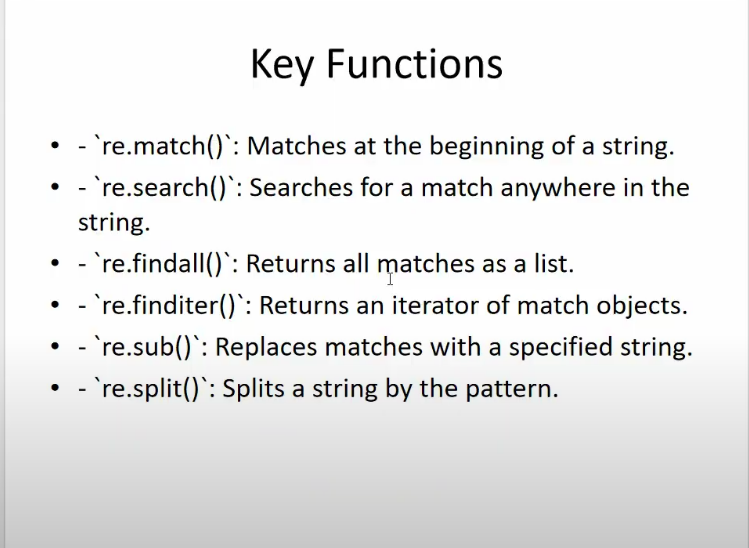 Key Functions
• - `re.match()`: Matches at the beginning of a string.
• - `re.search()`: Searches for a match anywhere in the
string.
• - `re.findall()`: Returns all matches as a list.
• - `re.finditer()`: Returns an iterator of match objects.
• - `re.sub()`: Replaces matches with a specified string.
• - `re.split()`: Splits a string by the pattern.